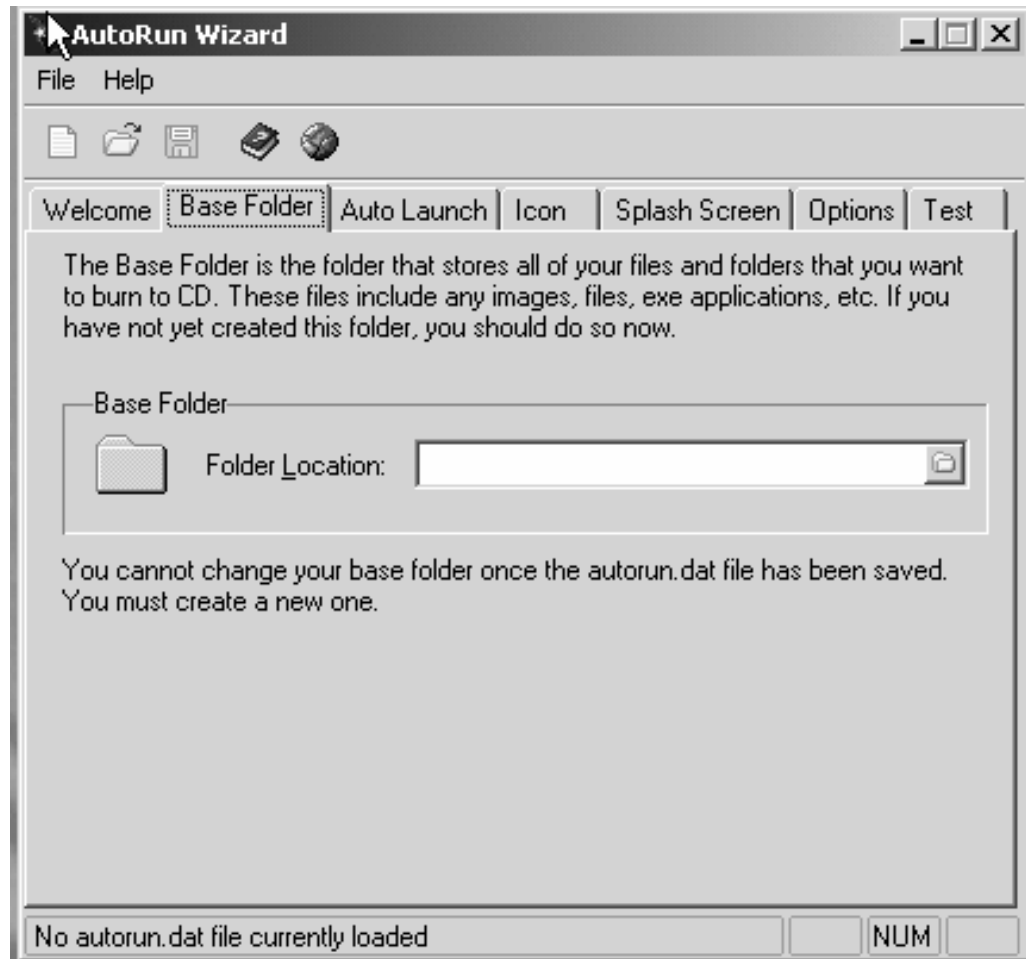 AutoRun Wizard
File Help
Welcome Base Folder Auto Launch Icon Splash Screen Options Test
The Base Folder is the folder that stores all of your files and folders that you want
to burn to CD. These files include any images, files, exe applications, etc. If you
have not yet created this folder, you should do so now.
Base Folder
Folder Location:
You cannot change your base folder once the autorun.dat file has been saved.
You must create a new one.
No autorun.dat file currently loaded NUM